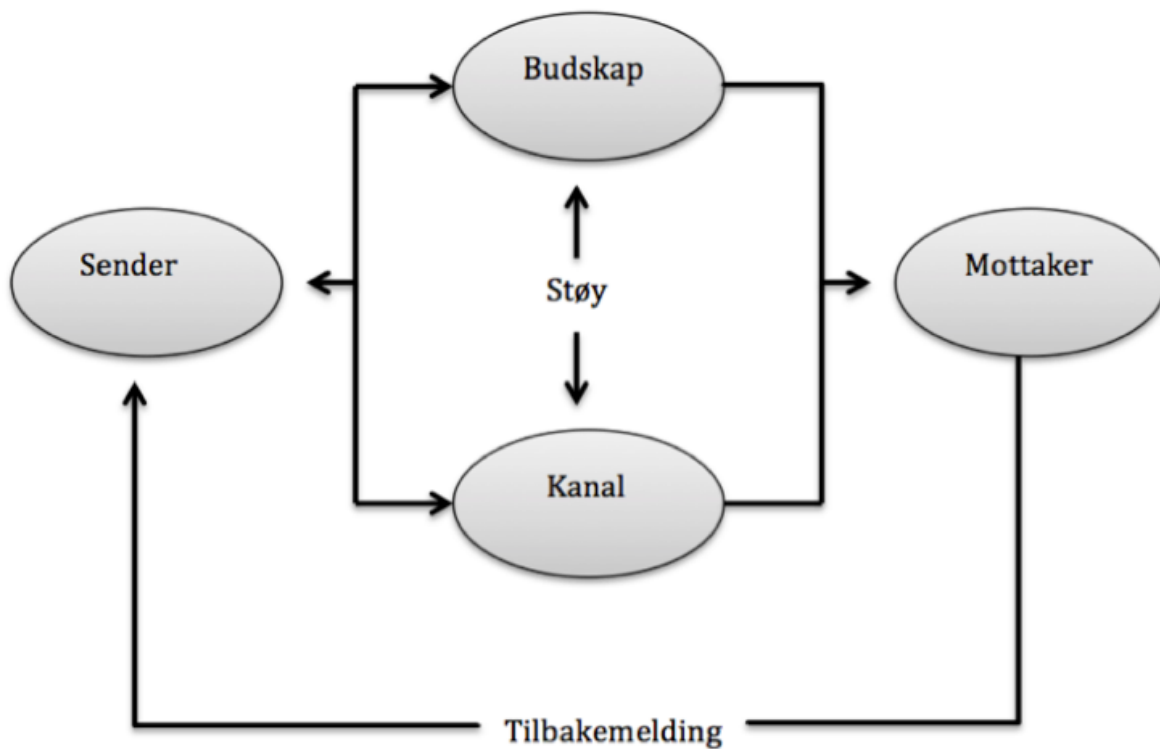 Budskap
Sender
Støy
Mottaker
Kanal
Tilbakemelding